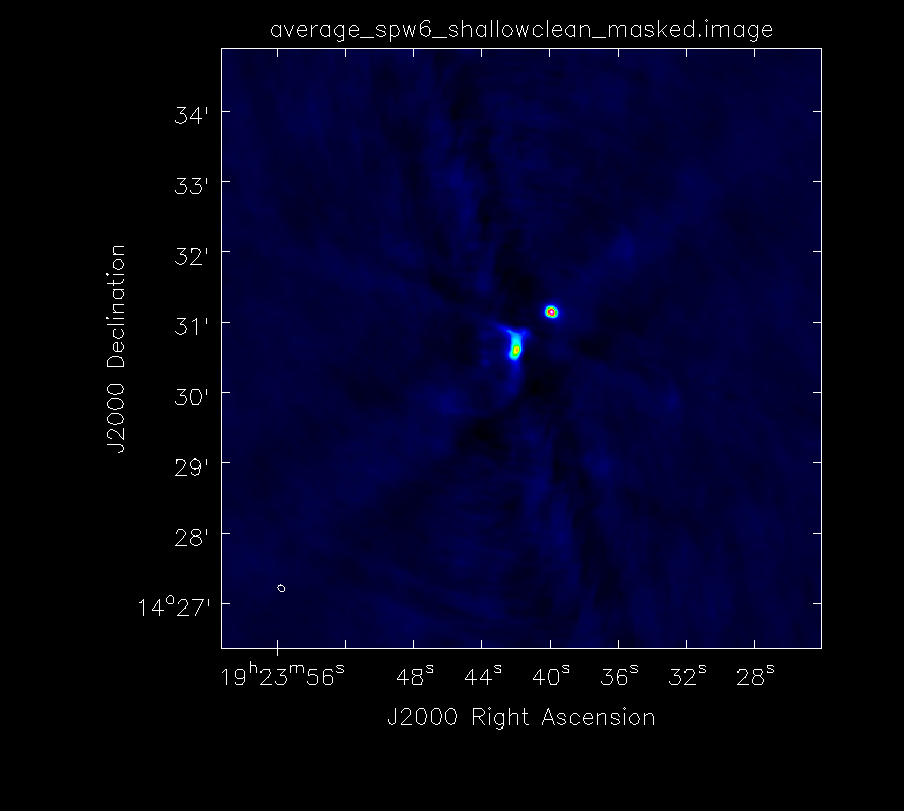 average_spw6_shallowclean_masked.image
34'
33'
32'
31'
30'
29'
28'
14°27'
J2000 Declination
19ʰ23ᵐ56ˢ 48ˢ 44ˢ 40ˢ 36ˢ 32ˢ 28ˢ
J2000 Right Ascension